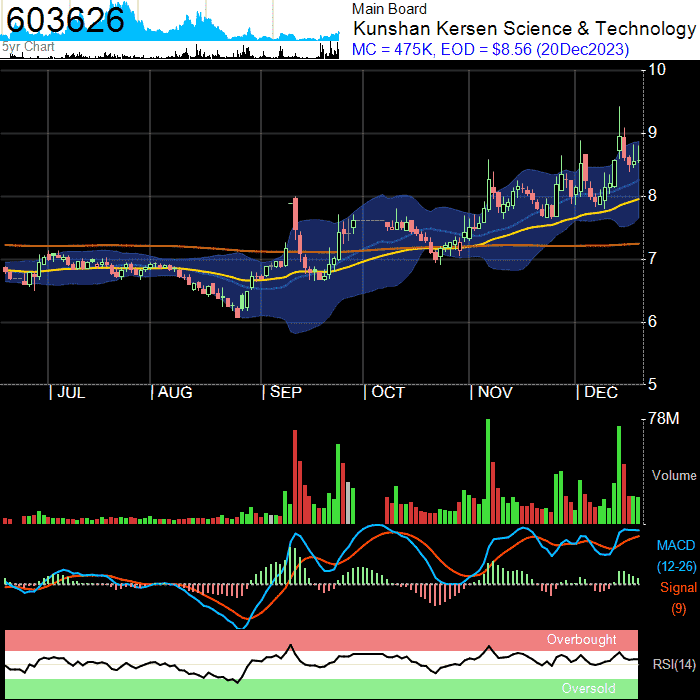 603626
5yr Chart
Main Board
Kunshan Kersen Science & Technology
MC = 475K, EOD = $8.56 (20Dec2023)
10
9
8
7
6
5
| JUL | AUG | SEP | OCT | NOV | DEC
78M
Volume
MACD
(12-26)
Signal
(9)
Overbought
RSI(14)
Oversold